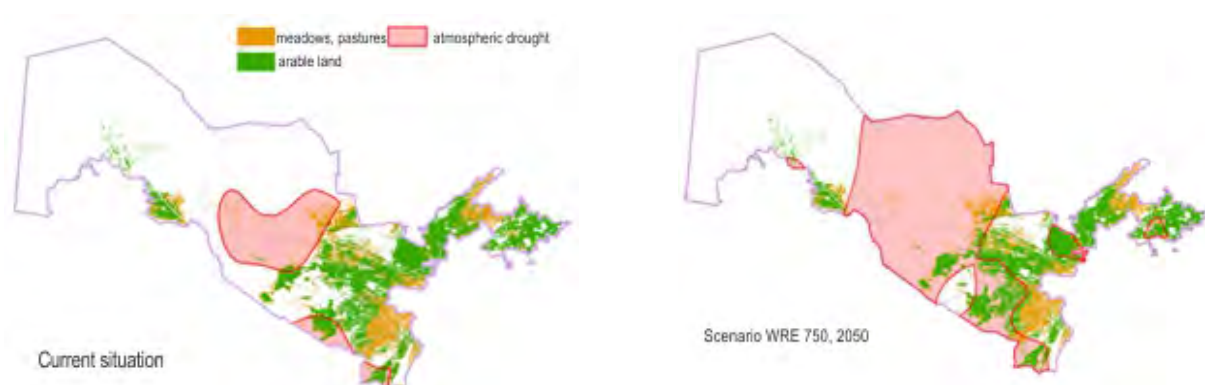 meadows, pastures
atmospheric drought
arable land
Current situation
Scenario WRE 750, 2050